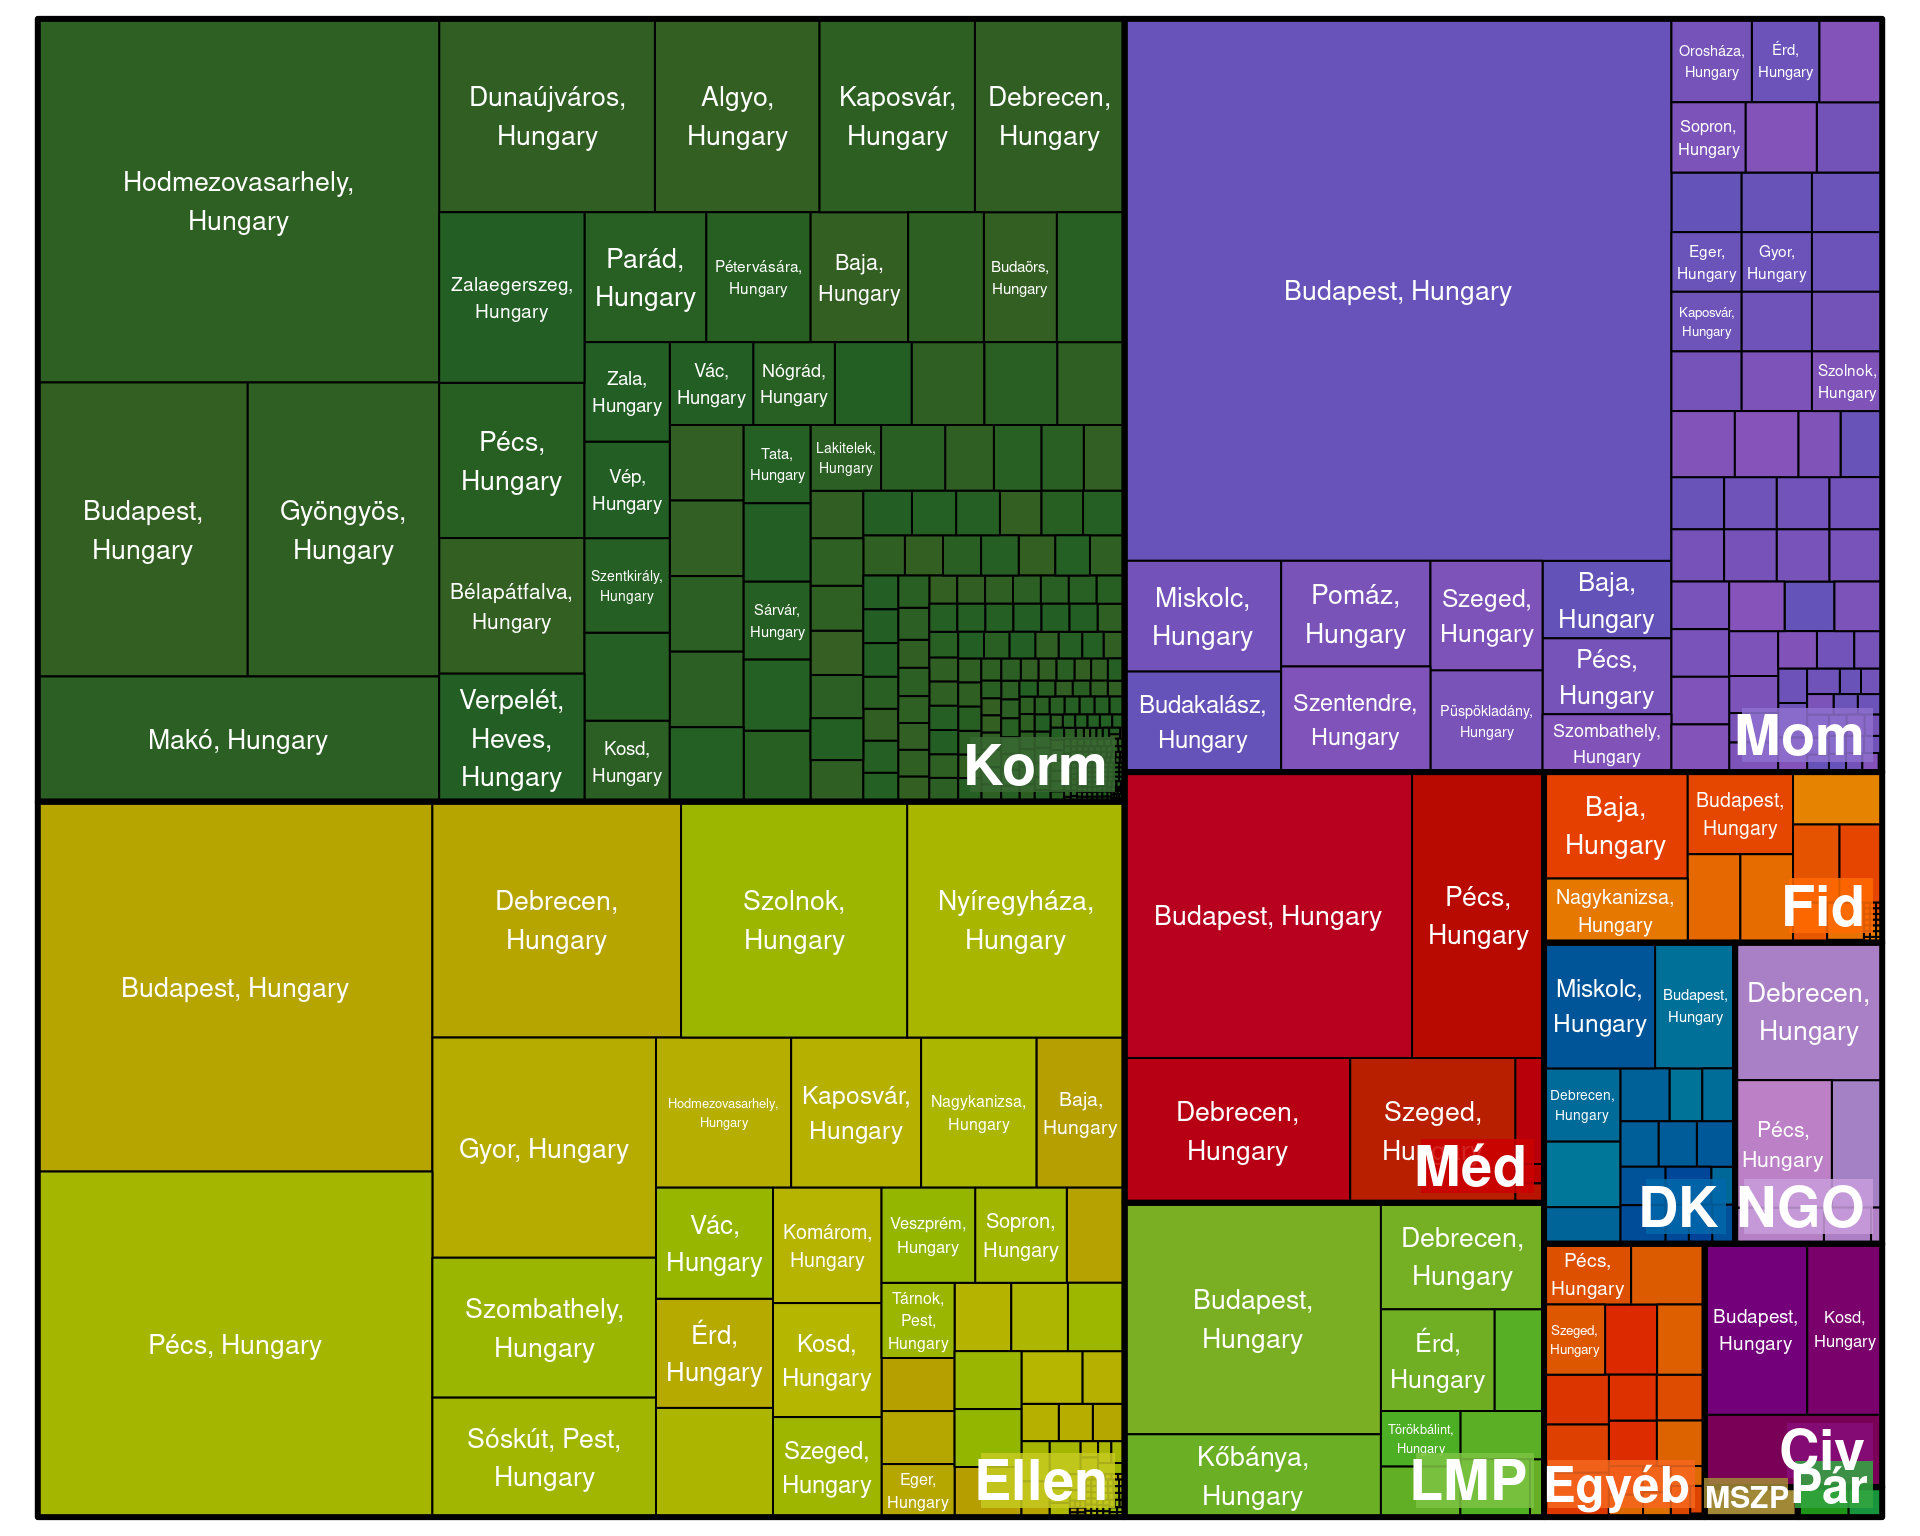 Hodmezovasarhely,
Hungary
Dunaújváros,
Hungary
Algyo,
Hungary
Kaposvár,
Hungary
Debrecen,
Hungary
Zalaegerszeg,
Hungary
Parád,
Hungary
Pétervására,
Hungary
Baja,
Hungary
Budaörs,
Hungary
Zala,
Hungary
Vác,
Hungary
Nógrád,
Hungary
Budapest,
Hungary
Gyöngyös,
Hungary
Pécs,
Hungary
Vép,
Hungary
Tata,
Hungary
Lakitelek,
Hungary
Bélapátfalva,
Hungary
Szentkirály,
Hungary
Sárvár,
Hungary
Makó, Hungary
Verpelét,
Heves,
Hungary
Kosd,
Hungary
Korm
Budapest, Hungary
Orosháza,
Hungary
Érd,
Hungary
Sopron,
Hungary
Eger,
Hungary
Gyor,
Hungary
Kaposvár,
Hungary
Szolnok,
Hungary
Miskolc,
Hungary
Pomáz,
Hungary
Szeged,
Hungary
Baja,
Hungary
Pécs,
Hungary
Budakalász,
Hungary
Szentendre,
Hungary
Püspökladány,
Hungary
Szombathely,
Hungary
Mom
Budapest, Hungary
Debrecen,
Hungary
Szolnok,
Hungary
Nyíregyháza,
Hungary
Gyor, Hungary
Hodmezovasarhely,
Hungary
Kaposvár,
Hungary
Nagykanizsa,
Hungary
Baja,
Hungary
Pécs, Hungary
Szombathely,
Hungary
Sóskút, Pest,
Hungary
Vác,
Hungary
Komárom,
Hungary
Veszprém,
Hungary
Sopron,
Hungary
Érd,
Hungary
Kosd,
Hungary
Tárnok,
Pest,
Hungary
Szeged,
Hungary
Eger,
Hungary
Ellen
Budapest, Hungary
Pécs,
Hungary
Debrecen,
Hungary
Szeged,
Méd
Baja,
Hungary
Budapest,
Hungary
Nagykanizsa,
Hungary
Fid
Miskolc,
Hungary
Budapest,
Hungary
Debrecen,
Hungary
DK
Debrecen,
Hungary
Pécs,
Hungary
NGO
Budapest,
Hungary
Debrecen,
Hungary
Érd,
Hungary
Törökbálint,
Hungary
Kőbánya,
Hungary
LMP
Pécs,
Hungary
Szeged,
Hungary
Egyéb
Budapest,
Hungary
Kosd,
Hungary
Civ
MSZP
Pár